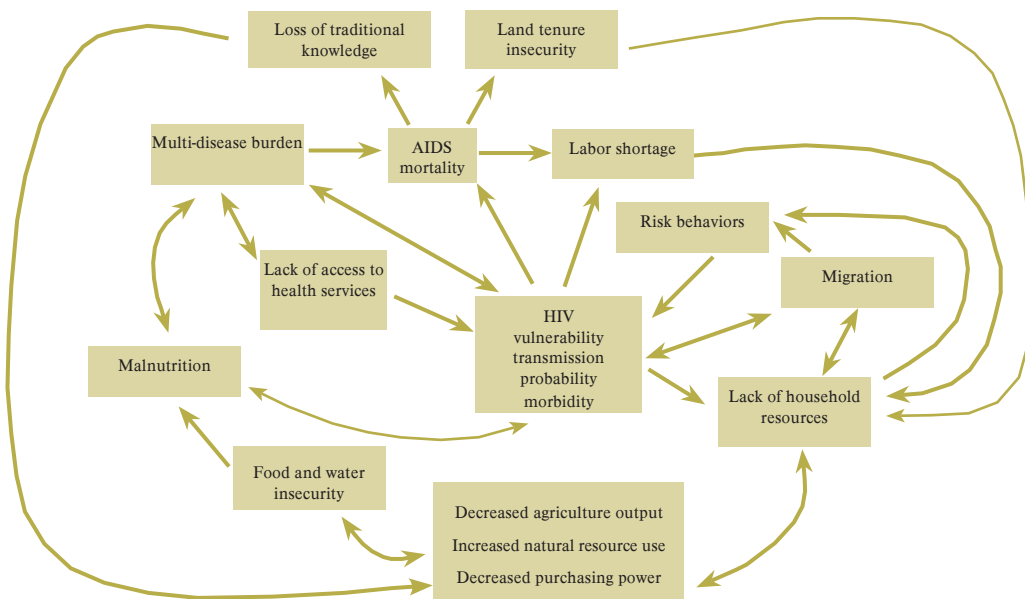 Loss of traditional
knowledge
Land tenure
insecurity
Multi-disease burden
AIDS
mortality
Labor shortage
Risk behaviors
Lack of access to
health services
Migration
HIV
vulnerability
transmission
probability
morbidity
Malnutrition
Lack of household
resources
Food and water
insecurity
Decreased agriculture output
Increased natural resource use
Decreased purchasing power